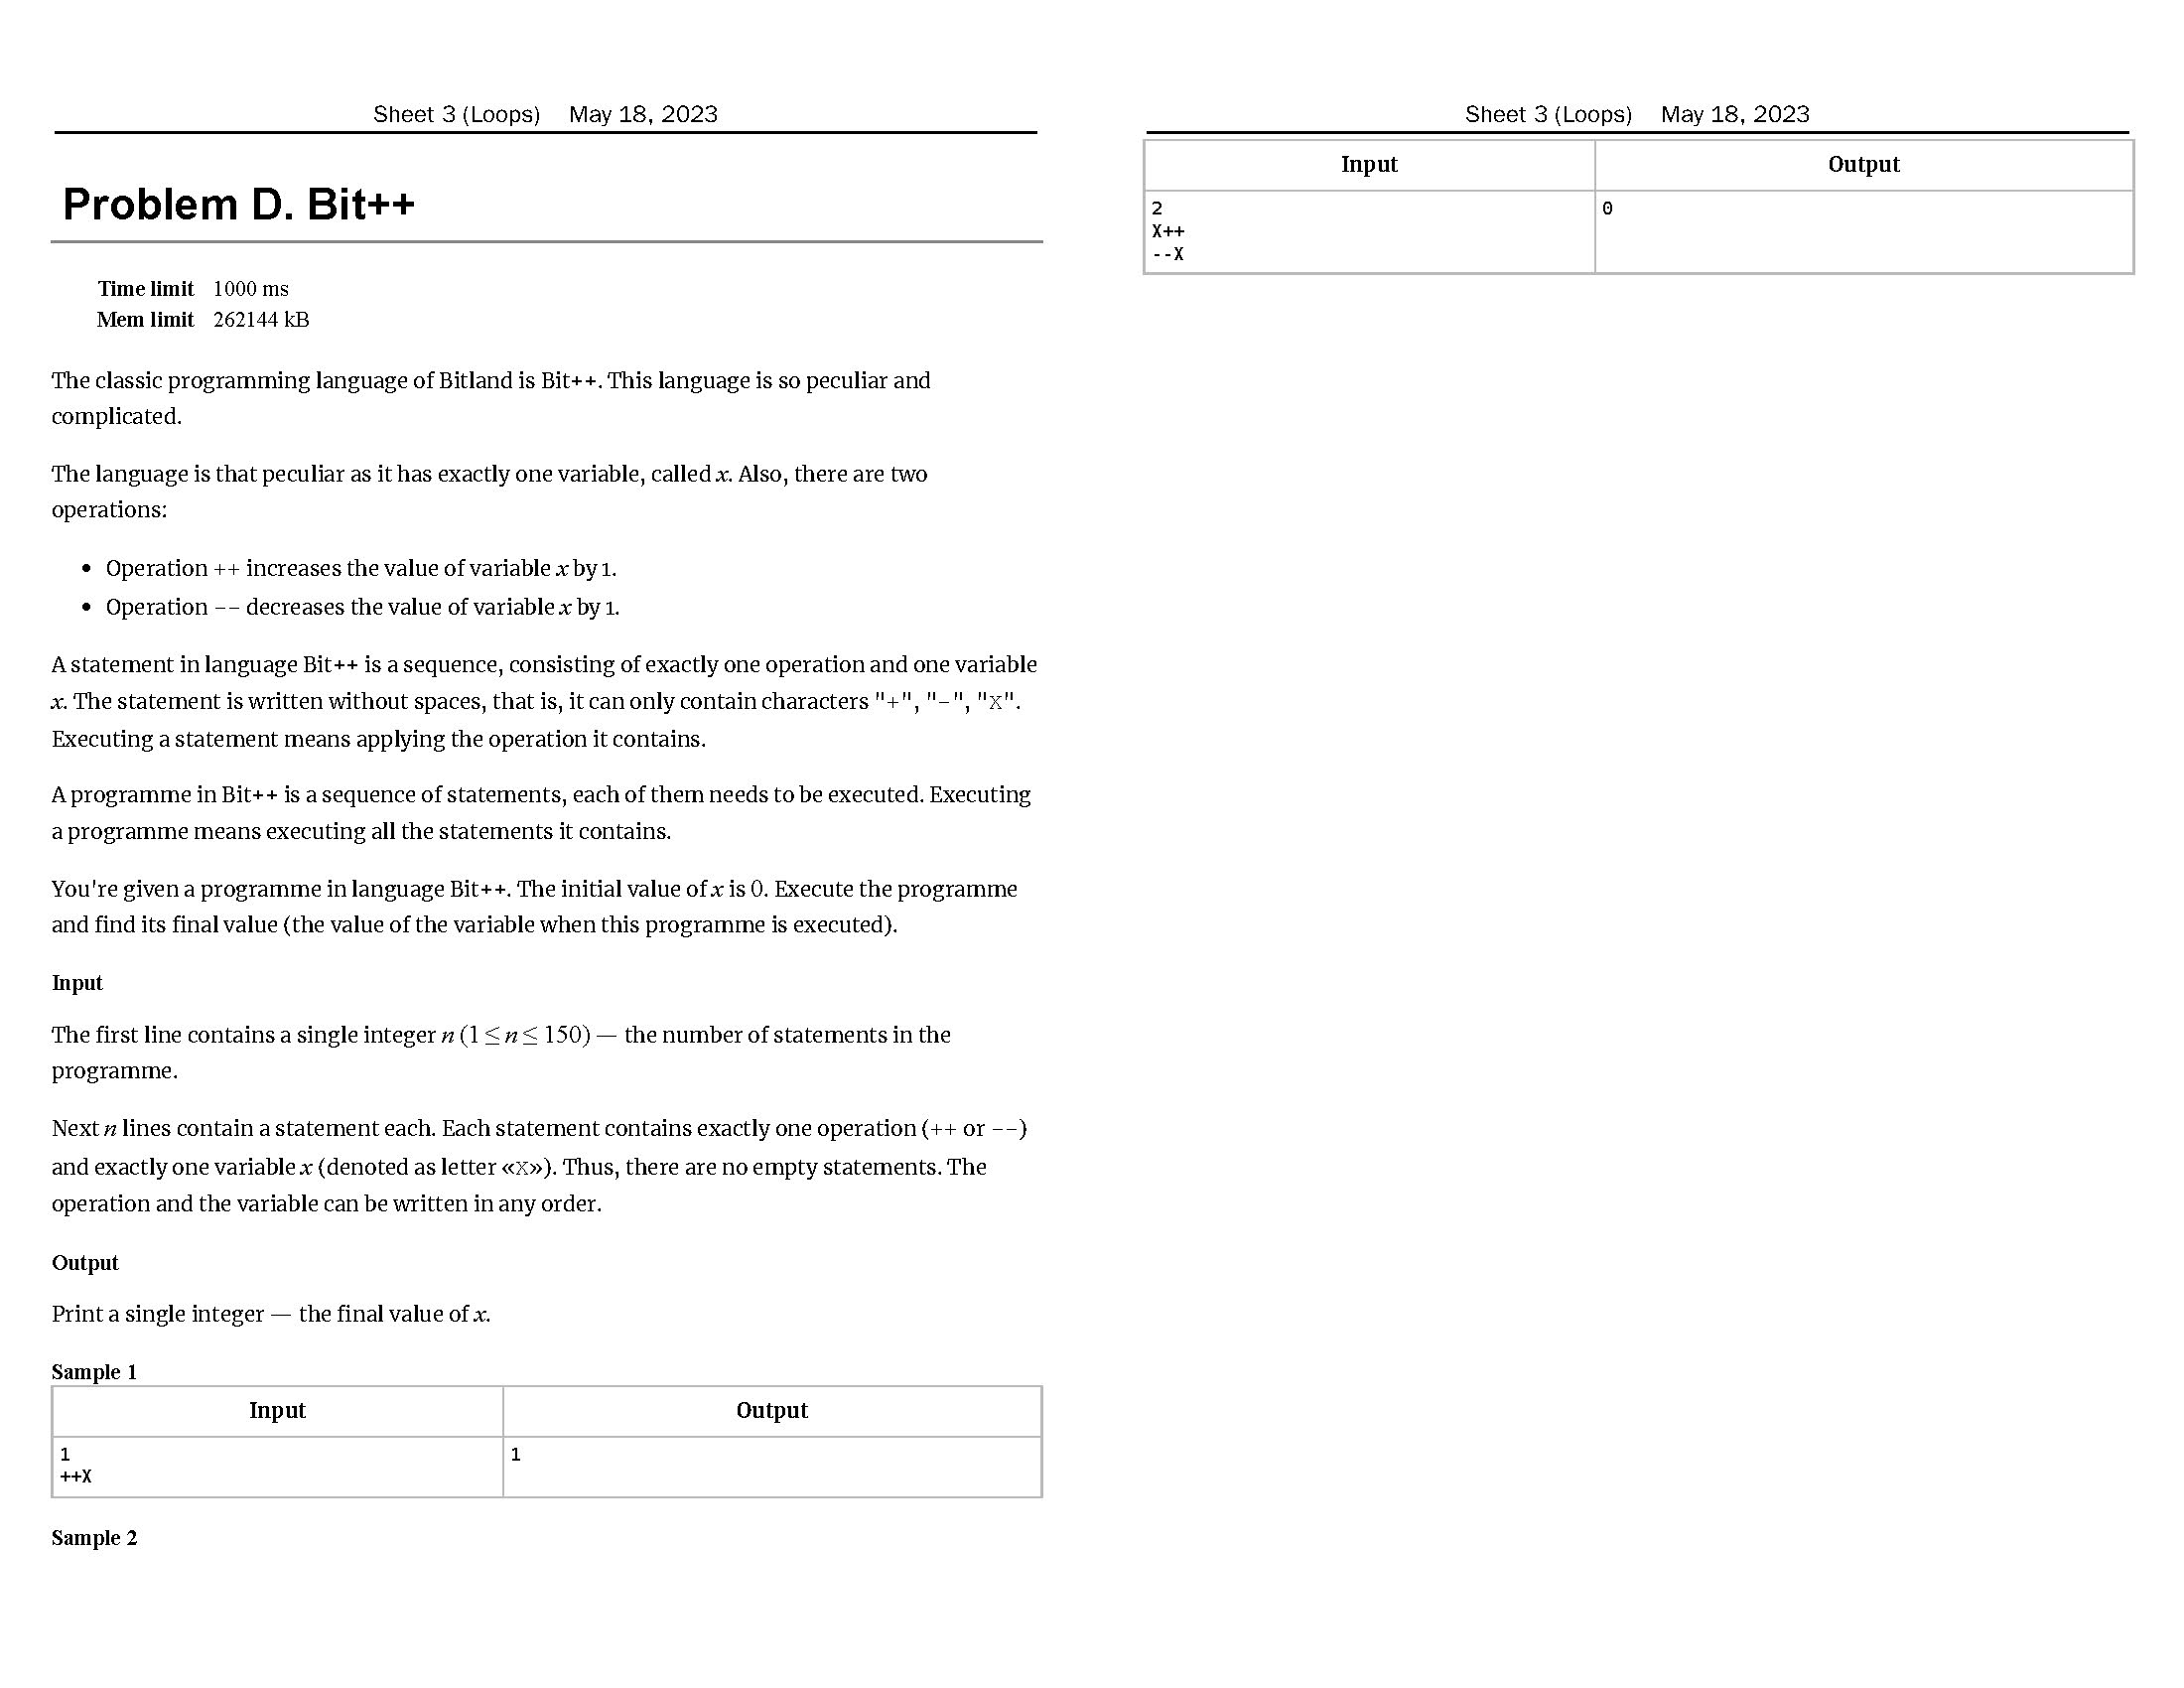 Sheet 3 (Loops) May 18, 2023
Problem D. Bit++
Time limit 1000 ms
Mem limit 262144 kB
The classic programming language of Bitland is Bit++. This language is so peculiar and
complicated.
The language is that peculiar as it has exactly one variable, called x. Also, there are two
operations:
• Operation ++ increases the value of variable x by 1.
• Operation -- decreases the value of variable x by 1.
A statement in language Bit++ is a sequence, consisting of exactly one operation and one variable
x. The statement is written without spaces, that is, it can only contain characters "+", "-", "X".
Executing a statement means applying the operation it contains.
A programme in Bit++ is a sequence of statements, each of them needs to be executed. Executing
a programme means executing all the statements it contains.
You're given a programme in language Bit++. The initial value of x is 0. Execute the programme
and find its final value (the value of the variable when this programme is executed).
Input
The first line contains a single integer n (1 ≤ n ≤ 150) — the number of statements in the
programme.
Next n lines contain a statement each. Each statement contains exactly one operation (++ or --)
and exactly one variable x (denoted as letter «X»). Thus, there are no empty statements. The
operation and the variable can be written in any order.
Output
Print a single integer — the final value of x.
Sample 1
Input Output
1 1
++X
Sample 2
Sheet 3 (Loops) May 18, 2023
Input Output
2 0
X++
--X